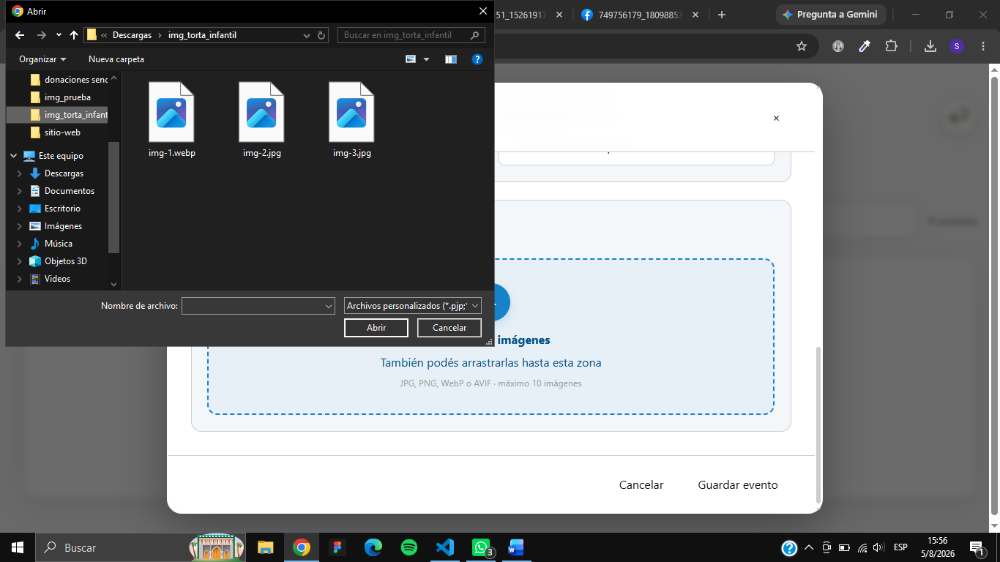 Abrir
51_15261917
749756179_18098853
Pregunta a Gemini
Descargas
img_torta_infantil
Buscar en img_torta_infantil
S
Organizar
Nueva carpeta
donaciones senc
img_prueba
img_torta_infant
sitio-web
Este equipo
Descargas
Documentos
Escritorio
Imágenes
Música
Objetos 3D
Videos
img-1.webp
img-2.jpg
img-3.jpg
Nombre de archivo:
Archivos personalizados (*.pjp;*
Abrir
Cancelar
imágenes
También podés arrastrarlas hasta esta zona
JPG, PNG, WebP o AVIF · máximo 10 imágenes
Cancelar
Guardar evento
Buscar
3
ESP
15:56
5/8/2026
1